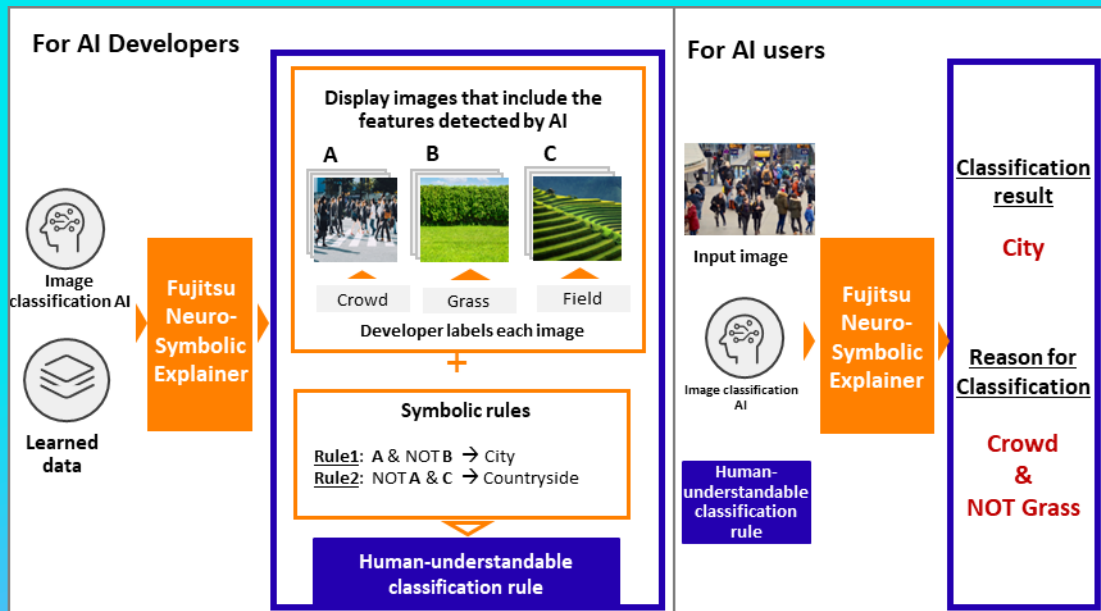 For AI Developers
Image
classification AI
Learned
data
Fujitsu
Neuro-
Symbolic
Explainer
Display images that include the
features detected by AI
A B C
Crowd Grass Field
Developer labels each image
+
Symbolic rules
Rule1: A & NOT B → City
Rule2: NOT A & C → Countryside
Human-understandable
classification rule
For AI users
Input image
Image classification
AI
Human-
understandable
classification
rule
Fujitsu
Neuro-
Symbolic
Explainer
Classification
result
City
Reason for
Classification
Crowd
&
NOT Grass